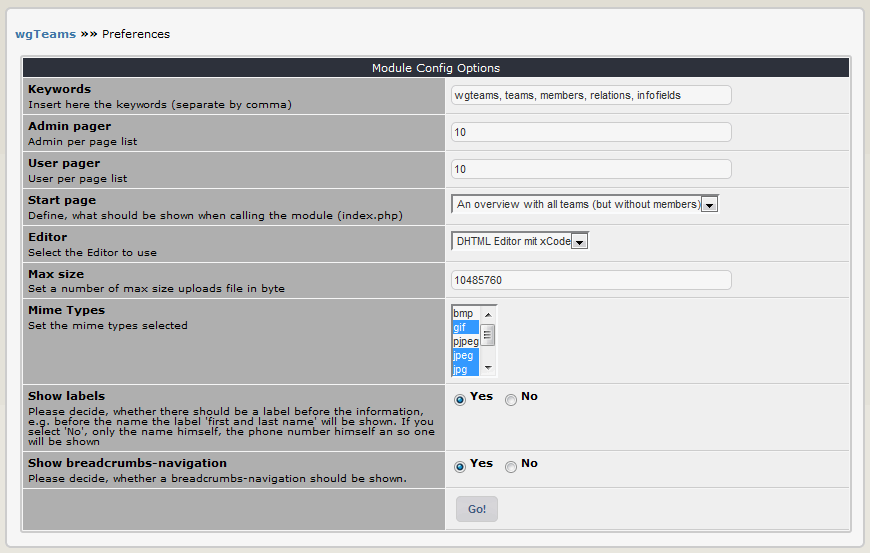 wgTeams »» Preferences
Module Config Options
Keywords
Insert here the keywords (separate by comma)
wgteams, teams, members, relations, infofields
Admin pager
Admin per page list
10
User pager
User per page list
10
Start page
Define, what should be shown when calling the module (index.php)
An overview with all teams (but without members)
Editor
Select the Editor to use
DHTML Editor mit xCode
Max size
Set a number of max size uploads file in byte
10485760
Mime Types
Set the mime types selected
bmp
gif
pjpeg
jpeg
jpg
Show labels
Please decide, whether there should be a label before the information,
e.g. before the name the label 'first and last name' will be shown. If you
select 'No', only the name himself, the phone number himself an so one
will be shown
Yes No
Show breadcrumbs-navigation
Please decide, whether a breadcrumbs-navigation should be shown.
Yes No
Go!